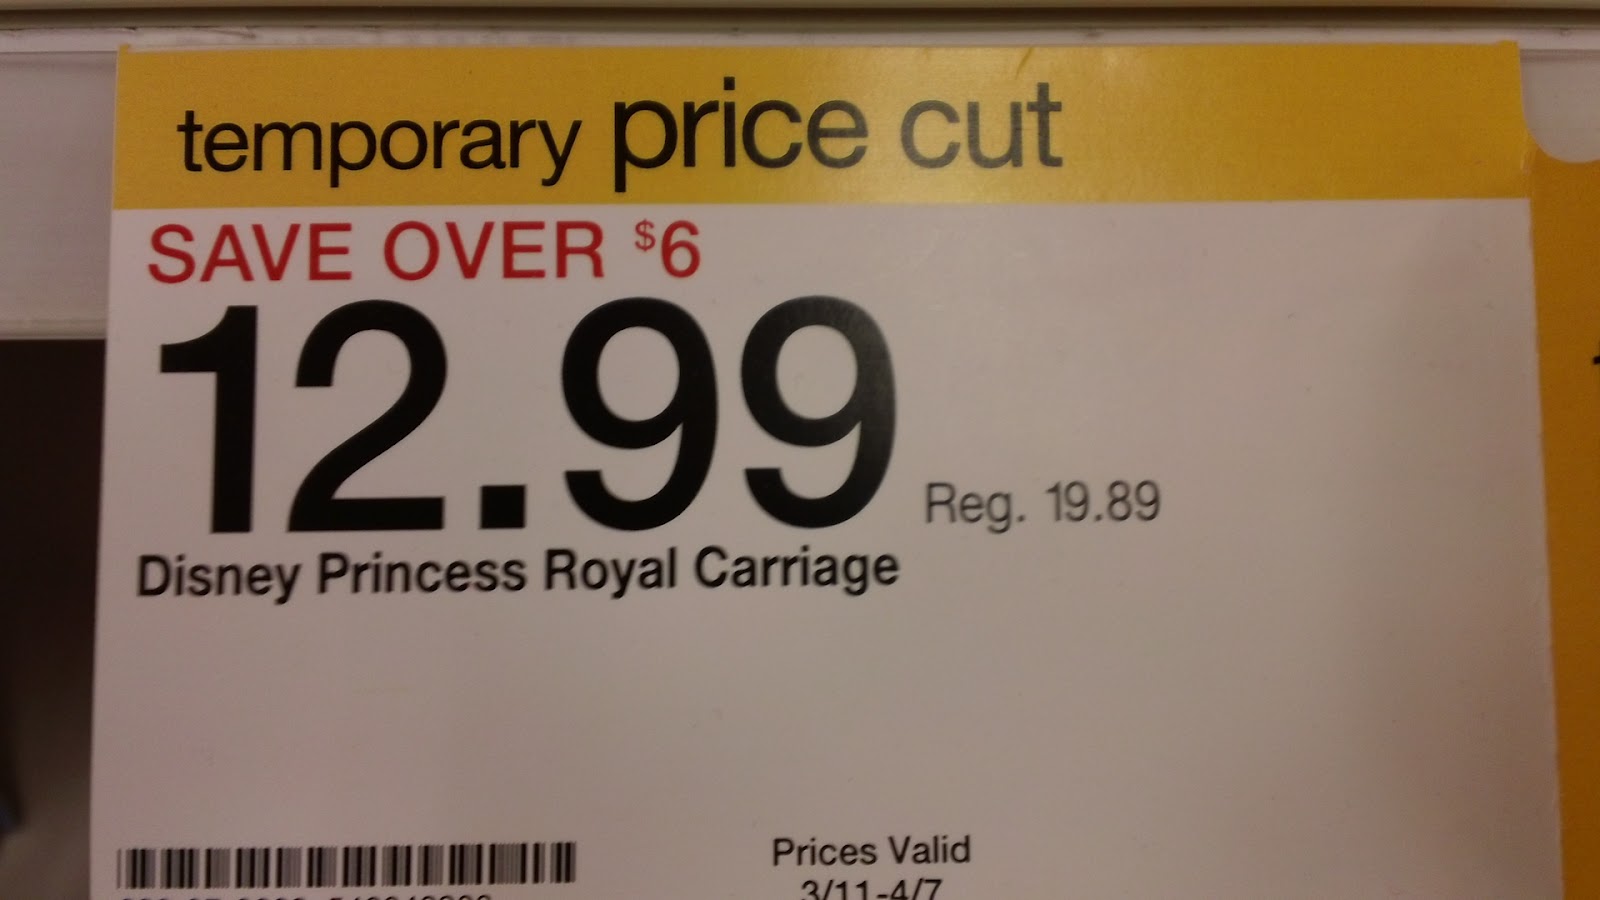 temporary price cut
SAVE OVER $6
12.99 Reg. 19.89
Disney Princess Royal Carriage
Prices Valid
3/11-4/7